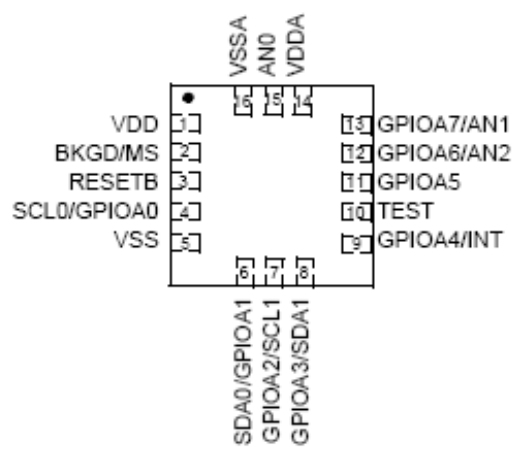 VSSA
AN0
VDDA
16 15 14
VDD 1 13 GPIOA7/AN1
BKGD/MS 2 12 GPIOA6/AN2
RESETB 3 11 GPIOA5
SCL0/GPIOA0 4 10 TEST
VSS 5 9 GPIOA4/INT
6 7 8
SDA0/GPIOA1
GPIOA2/SCL1
GPIOA3/SDA1